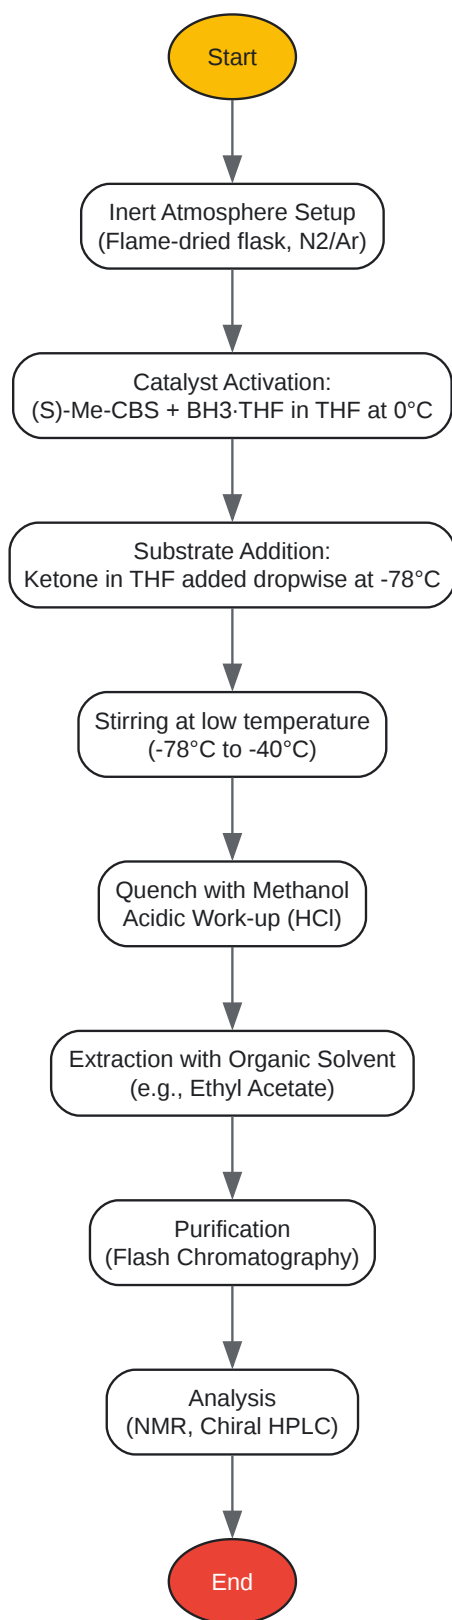 Start
Inert Atmosphere Setup
(Flame-dried flask, N2/Ar)
Catalyst Activation:
(S)-Me-CBS + BH3·THF in THF at 0°C
Substrate Addition:
Ketone in THF added dropwise at -78°C
Stirring at low temperature
(-78°C to -40°C)
Quench with Methanol
Acidic Work-up (HCl)
Extraction with Organic Solvent
(e.g., Ethyl Acetate)
Purification
(Flash Chromatography)
Analysis
(NMR, Chiral HPLC)
End